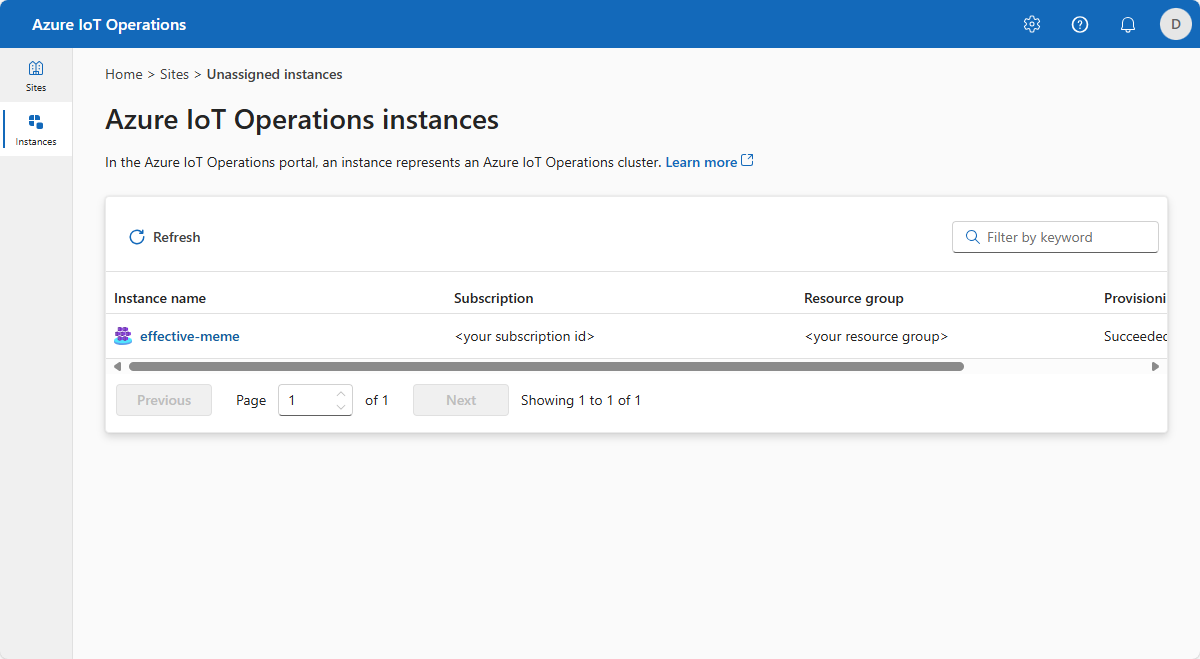 Azure IoT Operations
D
Sites
Instances
Home > Sites > Unassigned instances
Azure IoT Operations instances
In the Azure IoT Operations portal, an instance represents an Azure IoT Operations cluster. Learn more
Refresh
Filter by keyword
Instance name Subscription Resource group Provisioni
effective-meme <your subscription id> <your resource group> Succeeded
Previous Page 1 of 1 Next Showing 1 to 1 of 1